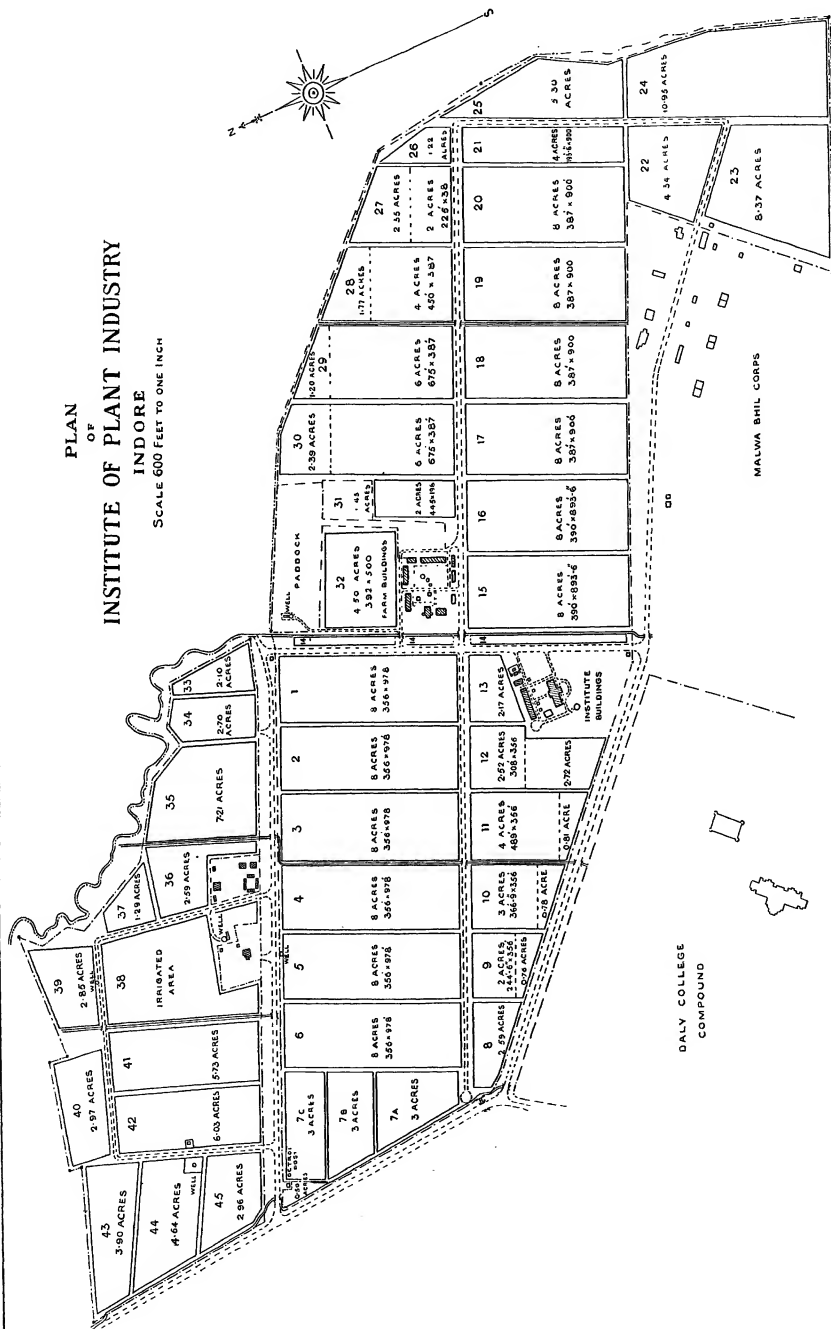 PLAN
OF
INSTITUTE OF PLANT INDUSTRY
INDORE
SCALE 600 FEET TO ONE INCH
N
S
25
5 30
ACRES
24
10·95 ACRES
26
1·22
ACRES
21
4 ACRES
22
4·34 ACRES
23
8·37 ACRES
27
2 35 ACRES
2 ACRES
225 × 38
20
8 ACRES
387 × 900
28
1·77 ACRES
4 ACRES
450 × 387
19
8 ACRES
387 × 900
29
1·20 ACRES
6 ACRES
675 × 387
18
8 ACRES
387 × 900
30
2·39 ACRES
6 ACRES
675 × 387
17
8 ACRES
387 × 900
31
ACRES
2 ACRES
445 × 196
16
8 ACRES
390 × 893·6"
PADDOCK
WELL
32
4 50 ACRES
392 × 500
FARM BUILDINGS
15
8 ACRES
390 × 893·6"
14
14
14
MALWA BHIL CORPS
33
2·10
ACRES
34
2·70
ACRES
35
7·21 ACRES
36
2·59 ACRES
37
1·29 ACRES
38
IRRIGATED
AREA
WELL
39
2·86 ACRES
WELL
40
2·97 ACRES
41
5·73 ACRES
42
6·03 ACRES
43
3·90 ACRES
44
4·64 ACRES
WELL
45
2·96 ACRES
1
8 ACRES
356 × 978
2
8 ACRES
356 × 978
3
8 ACRES
356 × 978
4
8 ACRES
356 × 978
5
8 ACRES
356 × 978
WELL
6
8 ACRES
356 × 978
7C
3 ACRES
7B
3 ACRES
7A
3 ACRES
OCTROI
POST
0·50
ACRES
13
2·17 ACRES
INSTITUTE
BUILDINGS
12
2·52 ACRES
308 × 356
2·72 ACRES
11
4 ACRES
489 × 356
0·81 ACRE
10
3 ACRES
366·9 × 356
0·78 ACRE
9
2 ACRES
244·6 × 356
0·76 ACRE
8
2 59 ACRES
DALY COLLEGE
COMPOUND